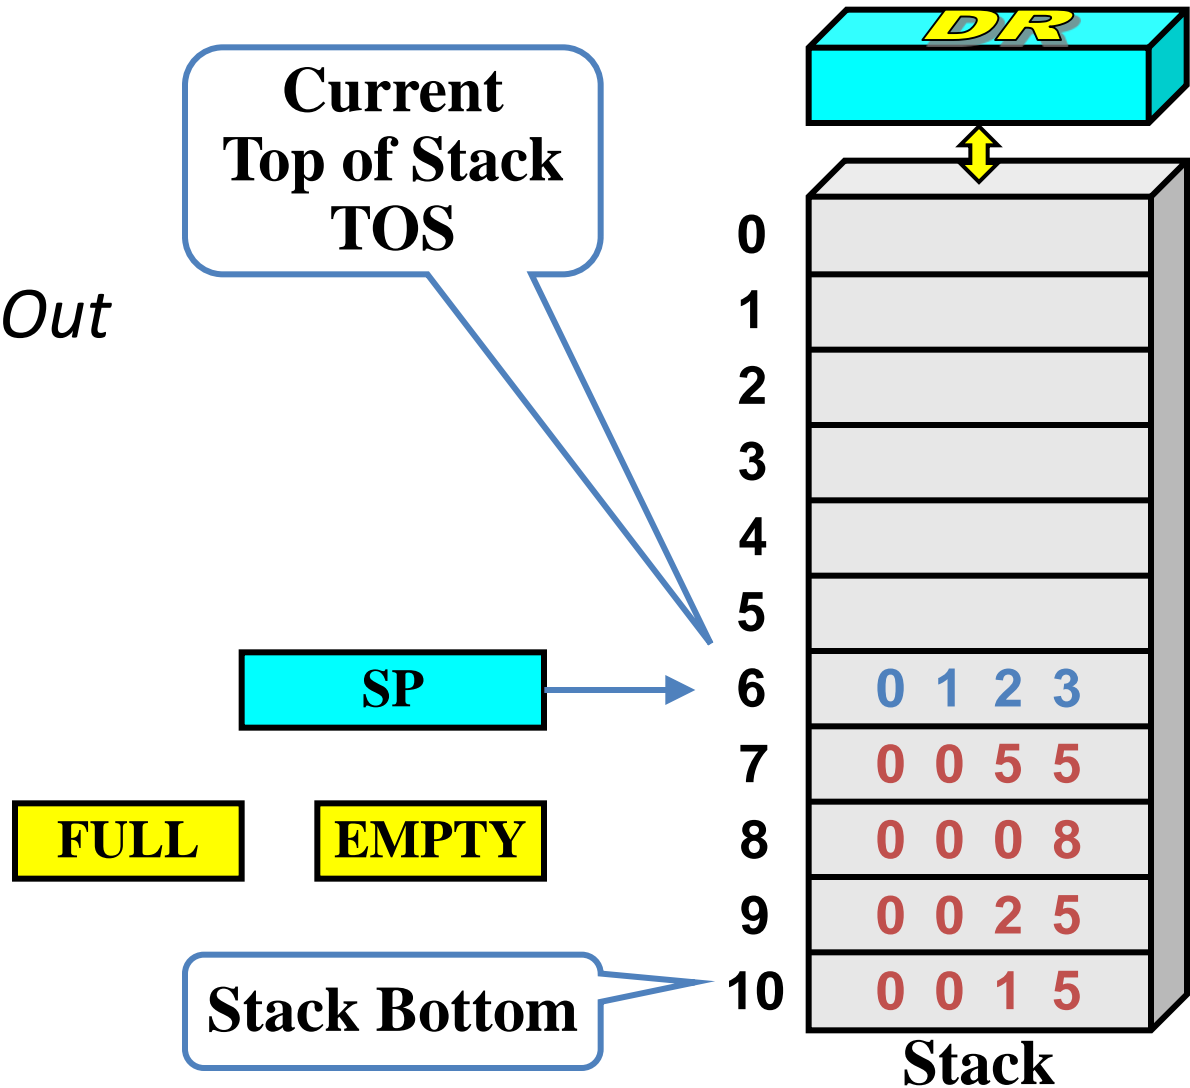 DR
Current
Top of Stack
TOS
Out
0
1
2
3
4
5
SP
6 0 1 2 3
7 0 0 5 5
FULL EMPTY
8 0 0 0 8
9 0 0 2 5
Stack Bottom
10 0 0 1 5
Stack